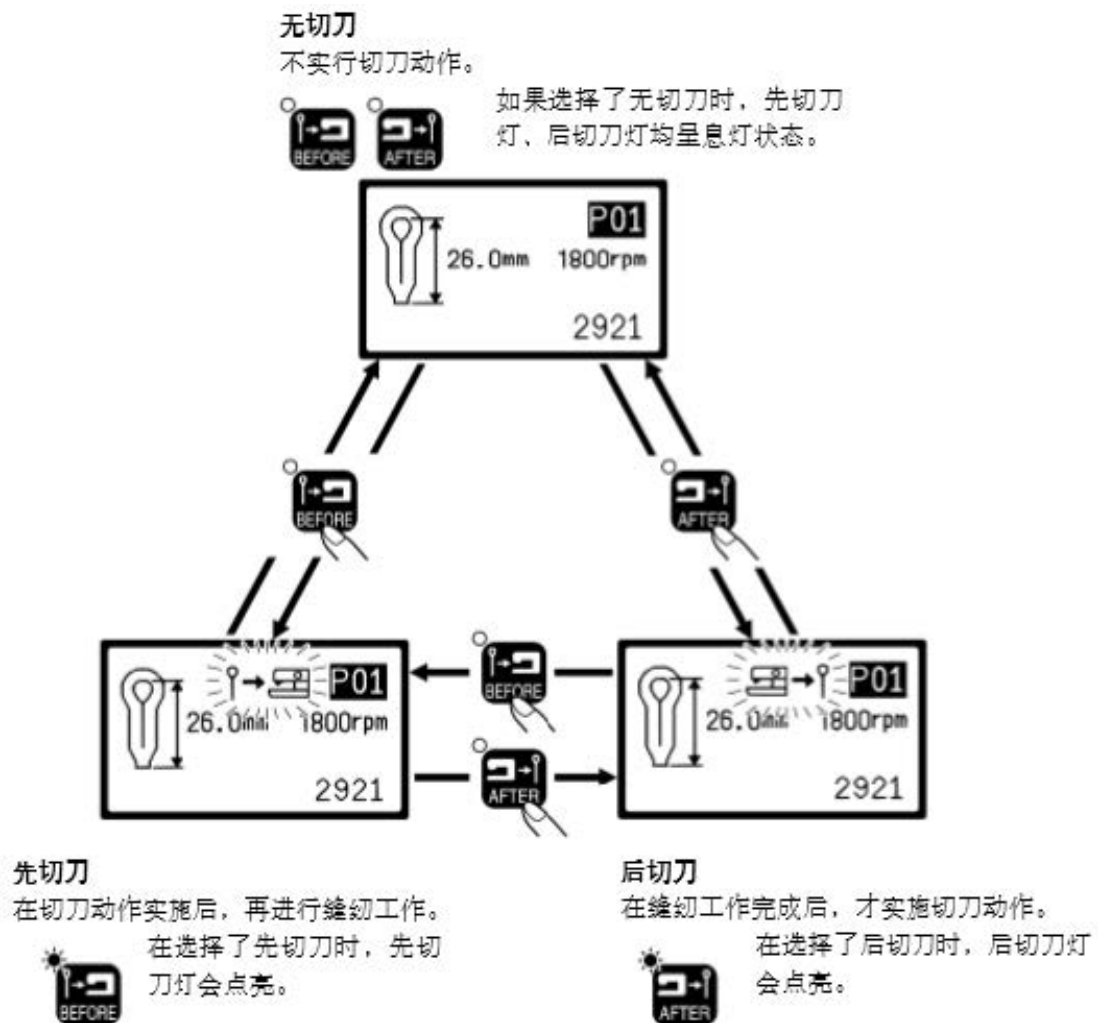 无切刀
不实行切刀动作。
如果选择了无切刀时，先切刀
灯、后切刀灯均呈息灯状态。
BEFORE
AFTER
P01
26.0mm
1800rpm
2921
BEFORE
AFTER
P01
26.0mm
1800rpm
2921
BEFORE
AFTER
P01
26.0mm
1800rpm
2921
先切刀
在切刀动作实施后，再进行缝纫工作。
在选择了先切刀时，先切
刀灯会点亮。
BEFORE
后切刀
在缝纫工作完成后，才实施切刀动作。
在选择了后切刀时，后切刀灯
会点亮。
AFTER